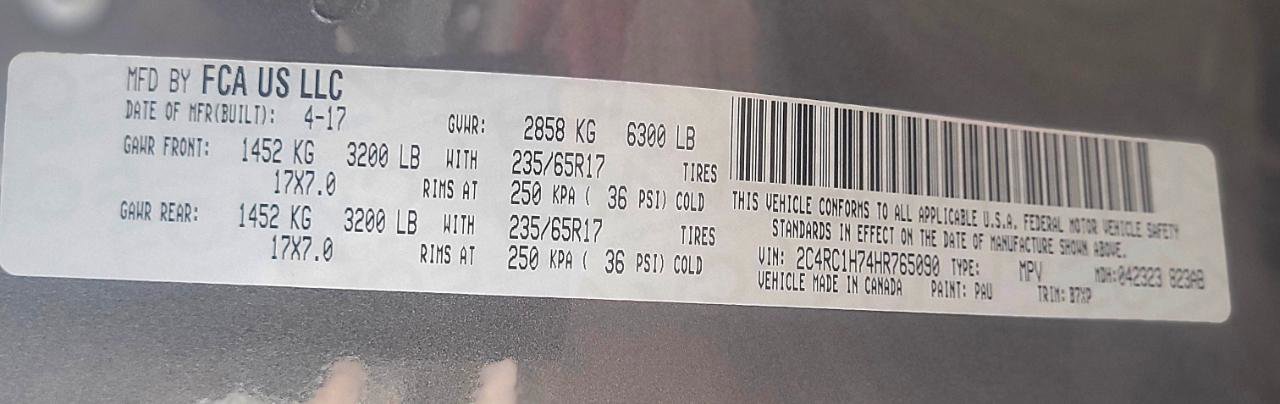 MFD BY FCA US LLC
DATE OF MFR(BUILT): 4-17 GVWR: 2858 KG 6300 LB
GAWR FRONT: 1452 KG 3200 LB WITH 235/65R17 TIRES
17X7.0 RIMS AT 250 KPA ( 36 PSI) COLD
GAWR REAR: 1452 KG 3200 LB WITH 235/65R17 TIRES
17X7.0 RIMS AT 250 KPA ( 36 PSI) COLD
THIS VEHICLE CONFORMS TO ALL APPLICABLE U.S.A. FEDERAL MOTOR VEHICLE SAFETY
STANDARDS IN EFFECT ON THE DATE OF MANUFACTURE SHOWN ABOVE.
VIN: 2C4RC1H74HR765090 TYPE: MPV MDH:042323 823AB
VEHICLE MADE IN CANADA PAINT: PAU TRIM: B7XP